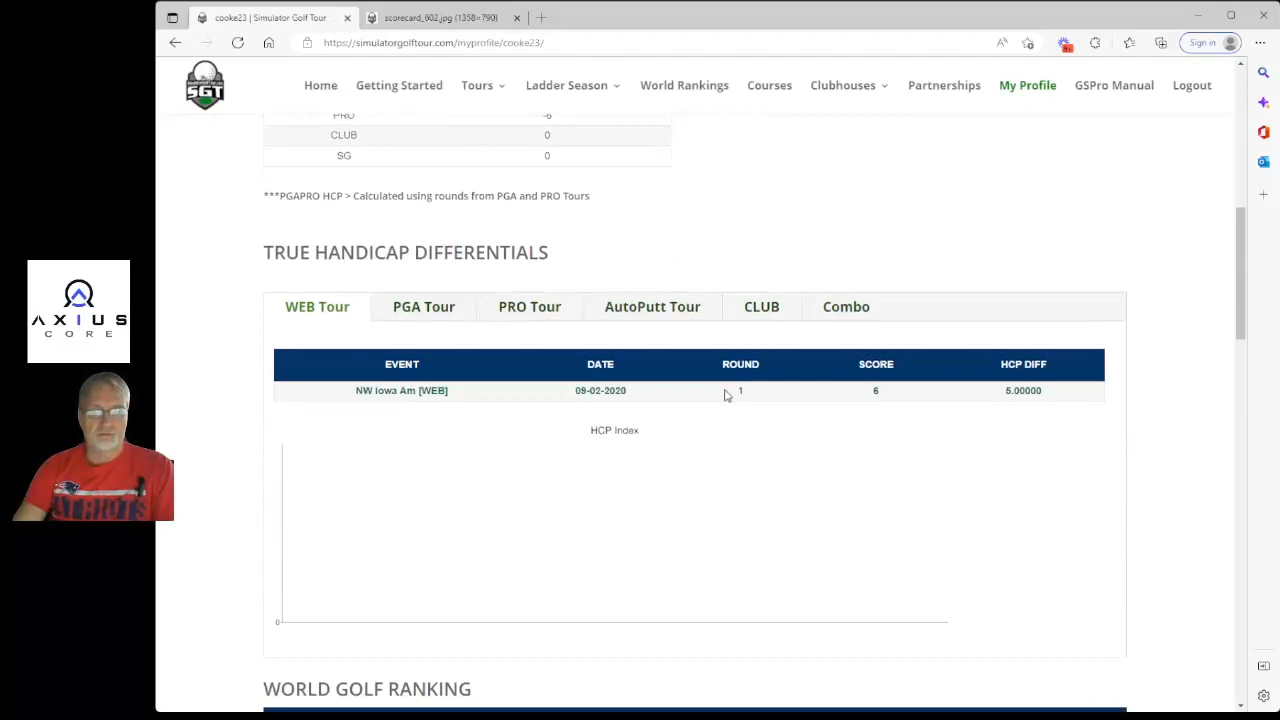 cooke23 | Simulator Golf Tour
scorecard_602.jpg (1358×790)
https://simulatorgolftour.com/myprofile/cooke23/
Sign in
SGT
Home
Getting Started
Tours
Ladder Season
World Rankings
Courses
Clubhouses
Partnerships
My Profile
GSPro Manual
Logout
PRO -6
CLUB 0
SG 0
***PGAPRO HCP > Calculated using rounds from PGA and PRO Tours
TRUE HANDICAP DIFFERENTIALS
WEB Tour
PGA Tour
PRO Tour
AutoPutt Tour
CLUB
Combo
EVENT DATE ROUND SCORE HCP DIFF
NW Iowa Am [WEB] 09-02-2020 1 6 5.00000
HCP Index
0
WORLD GOLF RANKING
AXIUS
CORE
PATRIOTS